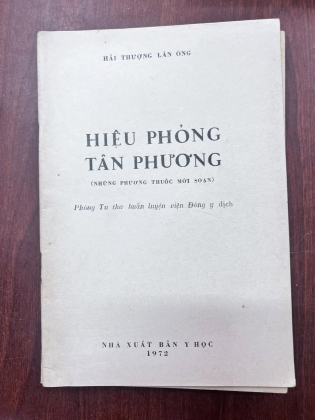 HẢI THƯỢNG LÃN ÔNG
HIỆU PHỎNG
TÂN PHƯƠNG
(NHỮNG PHƯƠNG THUỐC MỚI SOẠN)
Phòng Tu thư huấn luyện viện Đông y dịch
NHÀ XUẤT BẢN Y HỌC
1972